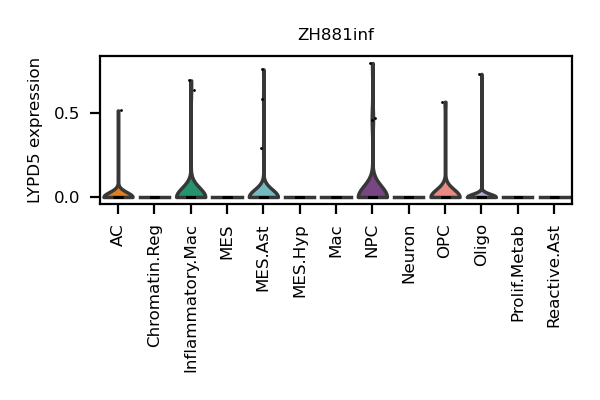 ZH881inf
LYPD5 expression
0.5
0.0
AC
Chromatin.Reg
Inflammatory.Mac
MES
MES.Ast
MES.Hyp
Mac
NPC
Neuron
OPC
Oligo
Prolif.Metab
Reactive.Ast